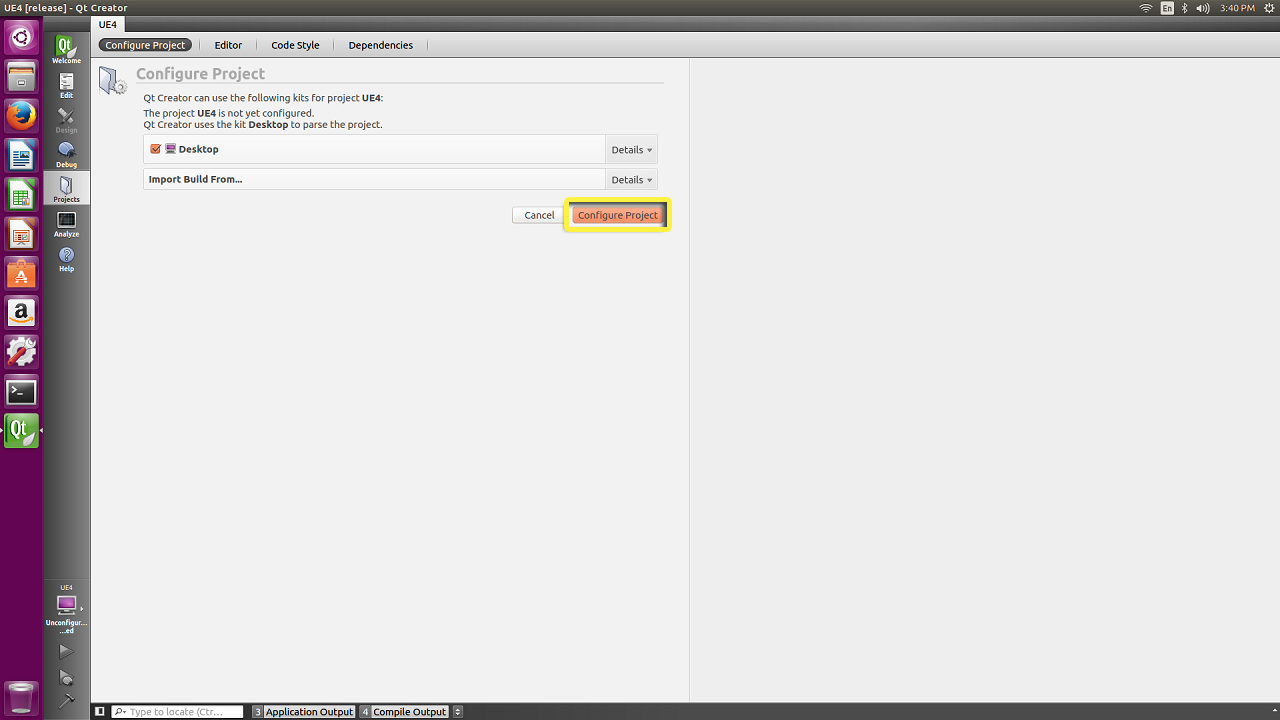 UE4 [release] - Qt Creator
En
3:40 PM
UE4
Configure Project
Editor
Code Style
Dependencies
Qt
Welcome
Edit
Design
Debug
Projects
Analyze
Help
Configure Project
Qt Creator can use the following kits for project UE4:
The project UE4 is not yet configured.
Qt Creator uses the kit Desktop to parse the project.
Desktop
Details
Import Build From...
Details
Cancel
Configure Project
A
a
>_
Qt
UE4
Unconfigur...
...ed
Type to locate (Ctr...
3 Application Output
4 Compile Output